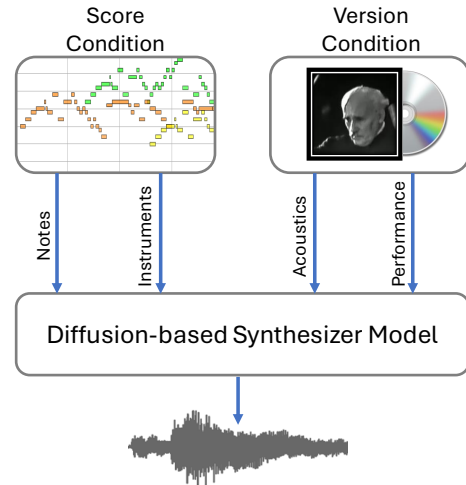 Score
Condition
Version
Condition
Notes
Instruments
Acoustics
Performance
Diffusion-based Synthesizer Model